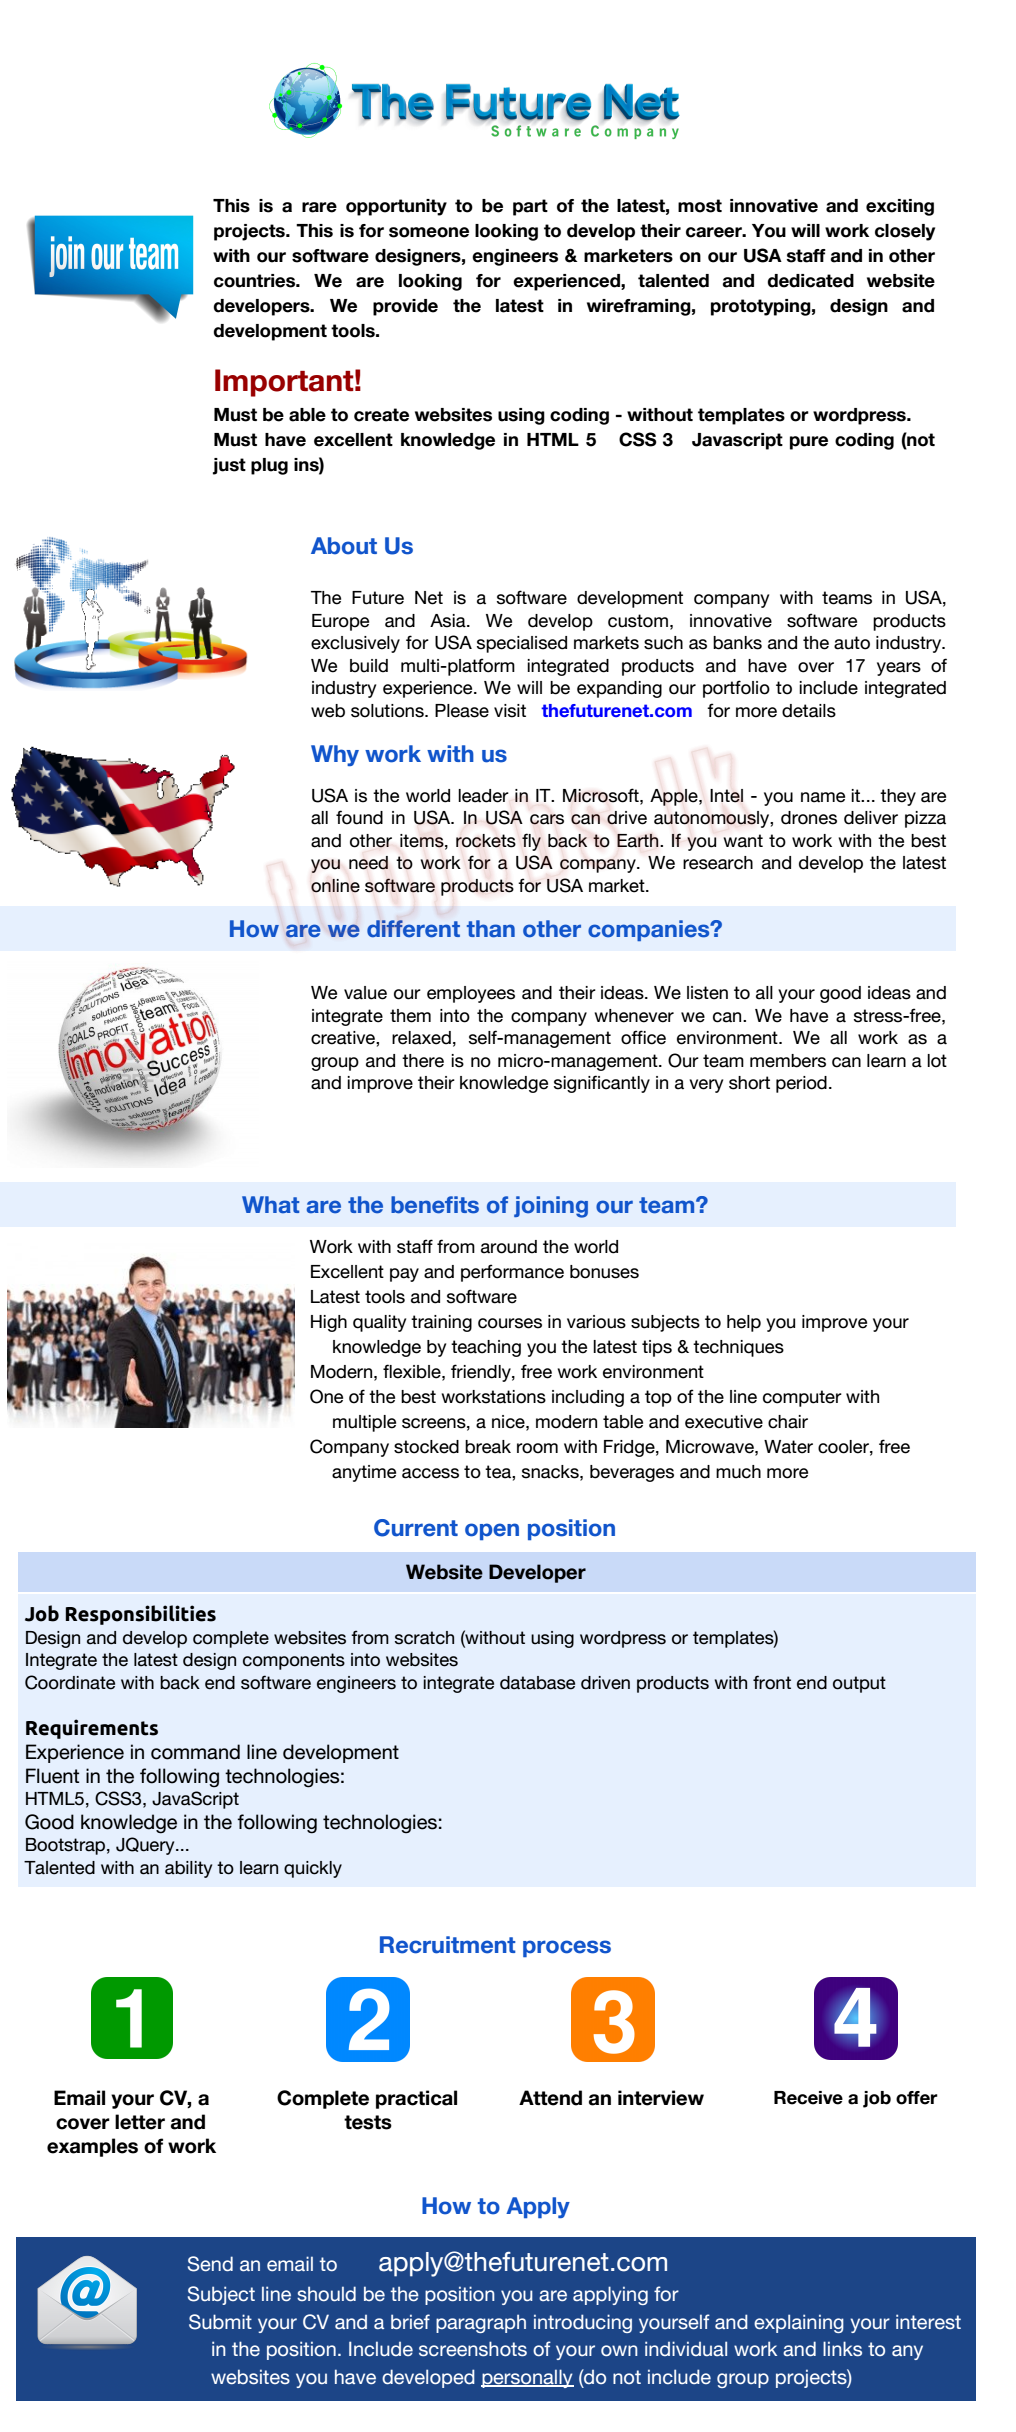 The Future Net
Software Company
join our team
This is a rare opportunity to be part of the latest, most innovative and exciting
projects. This is for someone looking to develop their career. You will work closely
with our software designers, engineers & marketers on our USA staff and in other
countries. We are looking for experienced, talented and dedicated website
developers. We provide the latest in wireframing, prototyping, design and
development tools.
Important!
Must be able to create websites using coding - without templates or wordpress.
Must have excellent knowledge in HTML 5 CSS 3 Javascript pure coding (not
just plug ins)
About Us
The Future Net is a software development company with teams in USA,
Europe and Asia. We develop custom, innovative software products
exclusively for USA specialised markets such as banks and the auto industry.
We build multi-platform integrated products and have over 17 years of
industry experience. We will be expanding our portfolio to include integrated
web solutions. Please visit thefuturenet.com for more details
Why work with us
USA is the world leader in IT. Microsoft, Apple, Intel - you name it... they are
all found in USA. In USA cars can drive autonomously, drones deliver pizza
and other items, rockets fly back to Earth. If you want to work with the best
you need to work for a USA company. We research and develop the latest
online software products for USA market.
topjobs.lk
How are we different than other companies?
Innovation
Success
Idea
SOLUTIONS
solutions
team
GOALS
PROFIT
FINANCE
Focus
Success
motivation
Idea
SOLUTIONS
solutions
team
We value our employees and their ideas. We listen to all your good ideas and
integrate them into the company whenever we can. We have a stress-free,
creative, relaxed, self-management office environment. We all work as a
group and there is no micro-management. Our team members can learn a lot
and improve their knowledge significantly in a very short period.
What are the benefits of joining our team?
Work with staff from around the world
Excellent pay and performance bonuses
Latest tools and software
High quality training courses in various subjects to help you improve your
knowledge by teaching you the latest tips & techniques
Modern, flexible, friendly, free work environment
One of the best workstations including a top of the line computer with
multiple screens, a nice, modern table and executive chair
Company stocked break room with Fridge, Microwave, Water cooler, free
anytime access to tea, snacks, beverages and much more
Current open position
Website Developer
Job Responsibilities
Design and develop complete websites from scratch (without using wordpress or templates)
Integrate the latest design components into websites
Coordinate with back end software engineers to integrate database driven products with front end output
Requirements
Experience in command line development
Fluent in the following technologies:
HTML5, CSS3, JavaScript
Good knowledge in the following technologies:
Bootstrap, JQuery...
Talented with an ability to learn quickly
Recruitment process
1
2
3
4
Email your CV, a
cover letter and
examples of work
Complete practical
tests
Attend an interview
Receive a job offer
How to Apply
@
Send an email to apply@thefuturenet.com
Subject line should be the position you are applying for
Submit your CV and a brief paragraph introducing yourself and explaining your interest
in the position. Include screenshots of your own individual work and links to any
websites you have developed personally (do not include group projects)